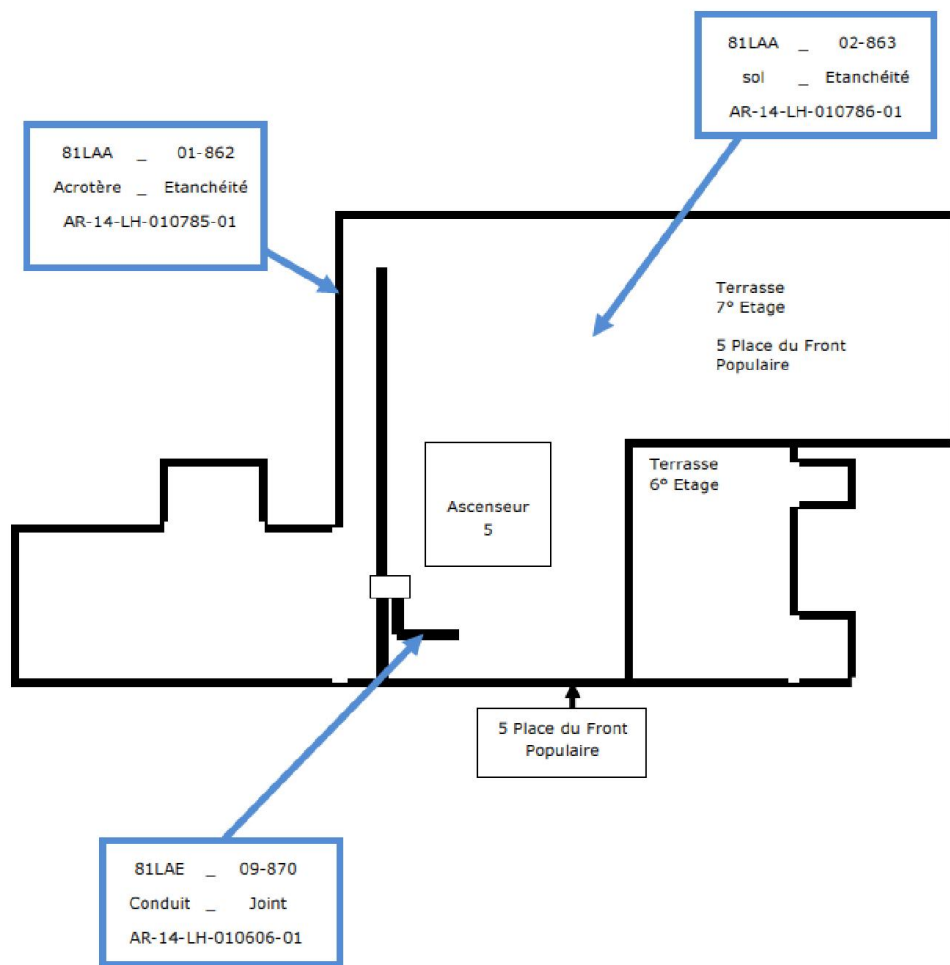 81LAA _ 02-863
sol _ Etanchéité
AR-14-LH-010786-01
81LAA _ 01-862
Acrotère _ Etanchéité
AR-14-LH-010785-01
Terrasse
7° Etage
5 Place du Front
Populaire
Terrasse
6° Etage
Ascenseur
5
5 Place du Front
Populaire
81LAE _ 09-870
Conduit _ Joint
AR-14-LH-010606-01